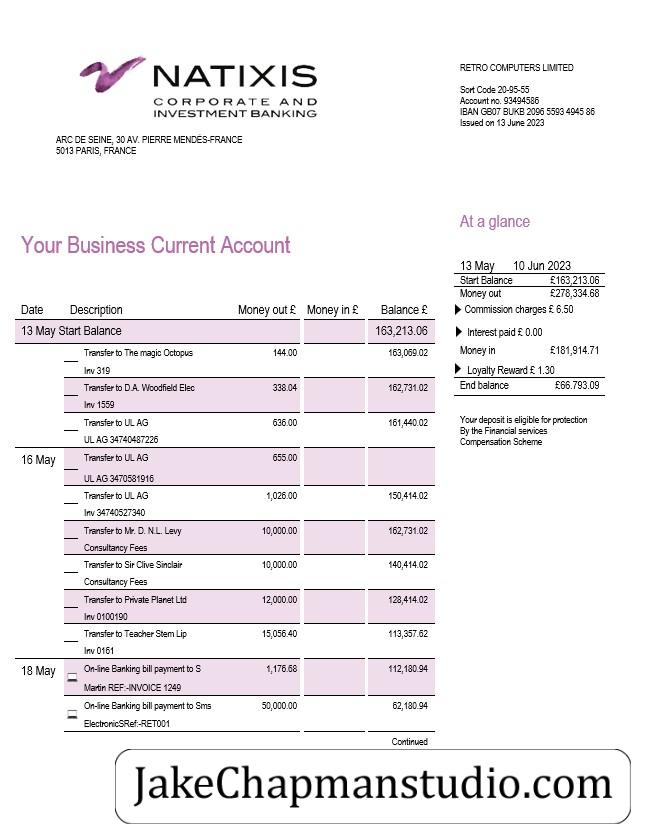 NATIXIS
CORPORATE AND
INVESTMENT BANKING
ARC DE SEINE, 30 AV. PIERRE MENDÈS-FRANCE
5013 PARIS, FRANCE
RETRO COMPUTERS LIMITED
Sort Code 20-95-55
Account no. 93494586
IBAN GB07 BUKB 2096 5593 4945 86
Issued on 13 June 2023
Your Business Current Account
At a glance
13 May 10 Jun 2023
Start Balance £163,213.06
Money out £278,334.68
Commission charges £ 6.50
Interest paid £ 0.00
Money in £181,914.71
Loyalty Reward £ 1.30
End balance £66.793.09
Your deposit is eligible for protection
By the Financial services
Compensation Scheme
Date Description Money out £ Money in £ Balance £
13 May Start Balance 163,213.06
Transfer to The magic Octopus 144.00 163,069.02
Inv 319
Transfer to D.A. Woodfield Elec 338.04 162,731.02
Inv 1559
Transfer to UL AG 636.00 161,440.02
UL AG 34740487226
16 May Transfer to UL AG 655.00
UL AG 3470581916
Transfer to UL AG 1,026.00 150,414.02
Inv 34740527340
Transfer to Mr. D. N.L. Levy 10,000.00 162,731.02
Consultancy Fees
Transfer to Sir Clive Sinclair 10,000.00 140,414.02
Consultancy Fees
Transfer to Private Planet Ltd 12,000.00 128,414.02
Inv 0100190
Transfer to Teacher Stem Lip 15,056.40 113,357.62
Inv 0161
18 May On-line Banking bill payment to S 1,176.68 112,180.94
Martin REF:-INVOICE 1249
On-line Banking bill payment to Sms 50,000.00 62,180.94
ElectronicSRef:-RET001
Continued
JakeChapmanstudio.com